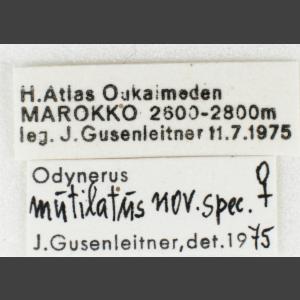 H.Atlas Oukaimeden
MAROKKO 2600-2800m
leg. J.Gusenleitner 11.7.1975
Odynerus
mutilatus nov. spec. ♀
J.Gusenleitner, det. 1975